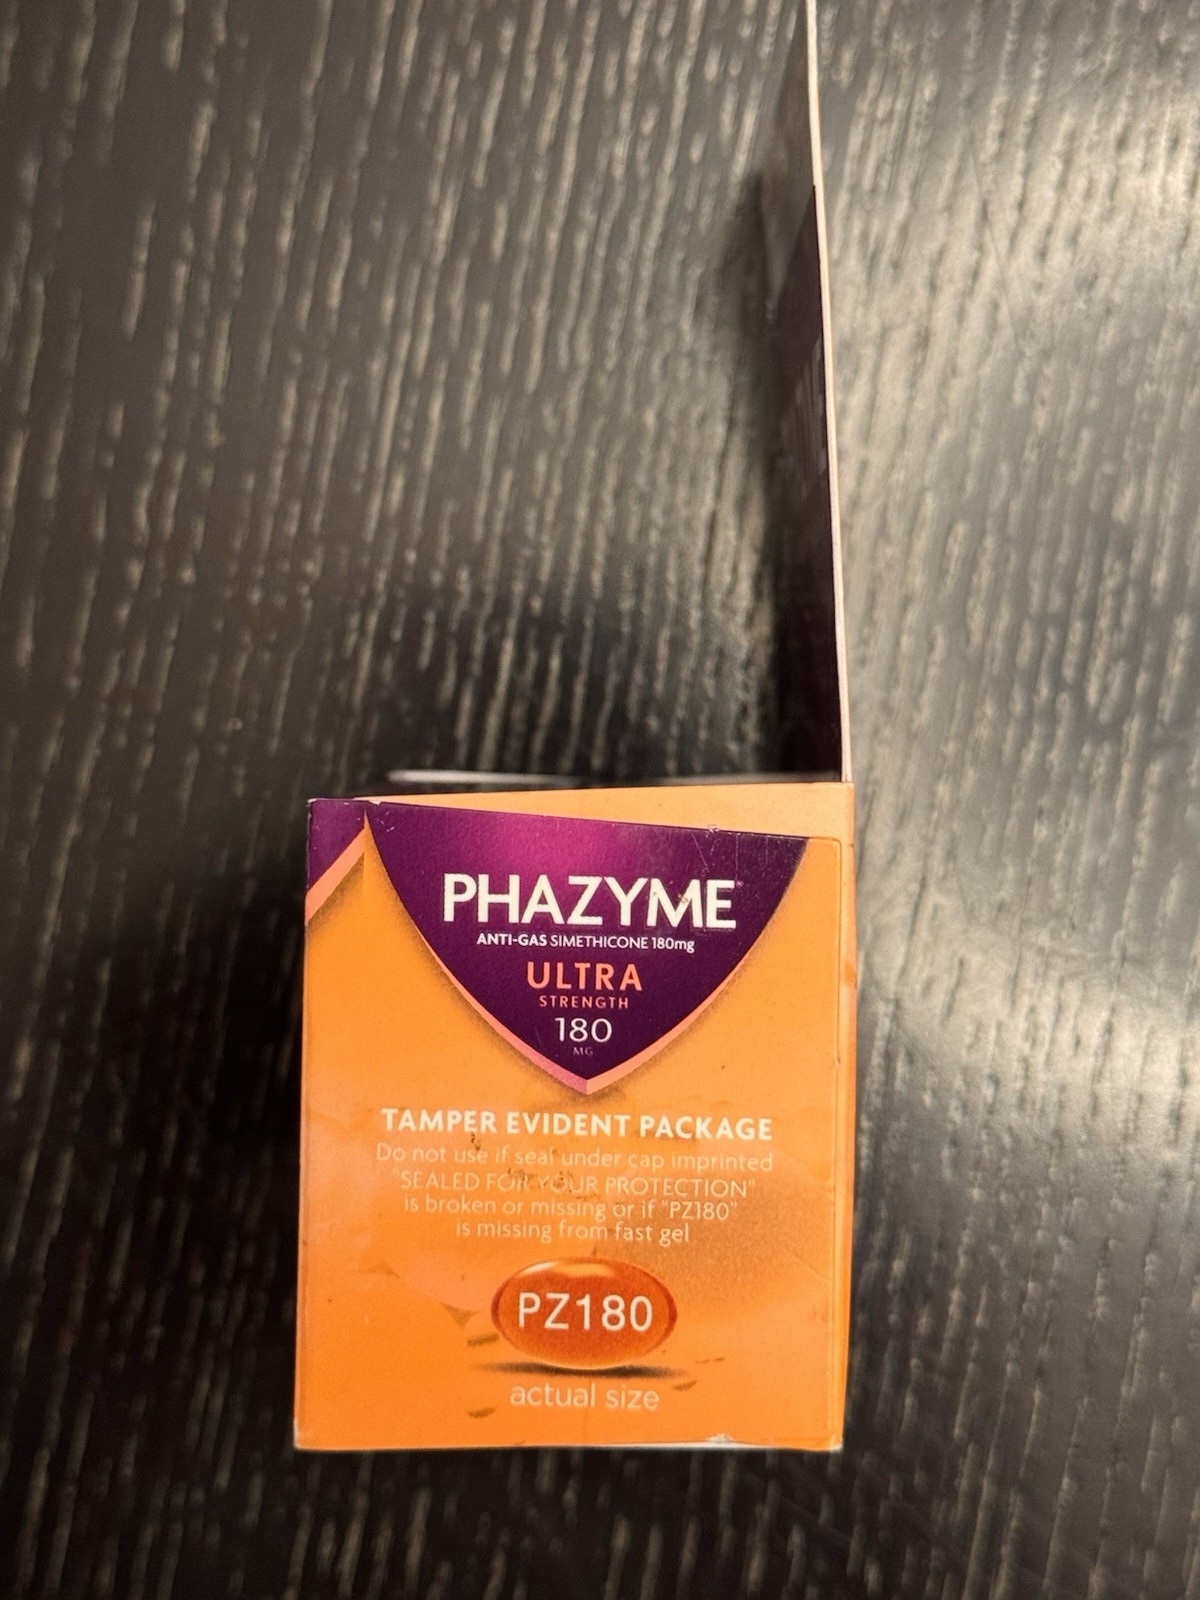 PHAZYME
ANTI-GAS SIMETHICONE 180mg
ULTRA
STRENGTH
180
MG
TAMPER EVIDENT PACKAGE
Do not use if seal under cap imprinted
"SEALED FOR YOUR PROTECTION"
is broken or missing or if "PZ180"
is missing from fast gel
PZ180
actual size